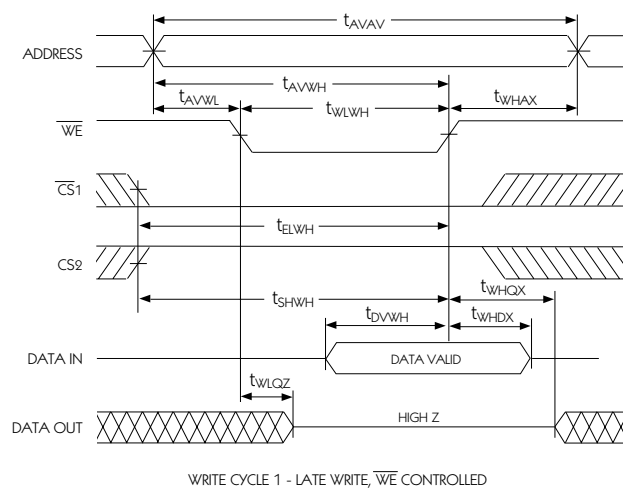 tAVAV
ADDRESS
tAVWH
tAVWL
tWLWH
tWHAX
WE
CS1
tELWH
CS2
tSHWH
tWHQX
tDVWH
tWHDX
DATA IN
DATA VALID
tWLQZ
DATA OUT
HIGH Z
WRITE CYCLE 1 - LATE WRITE, WE CONTROLLED